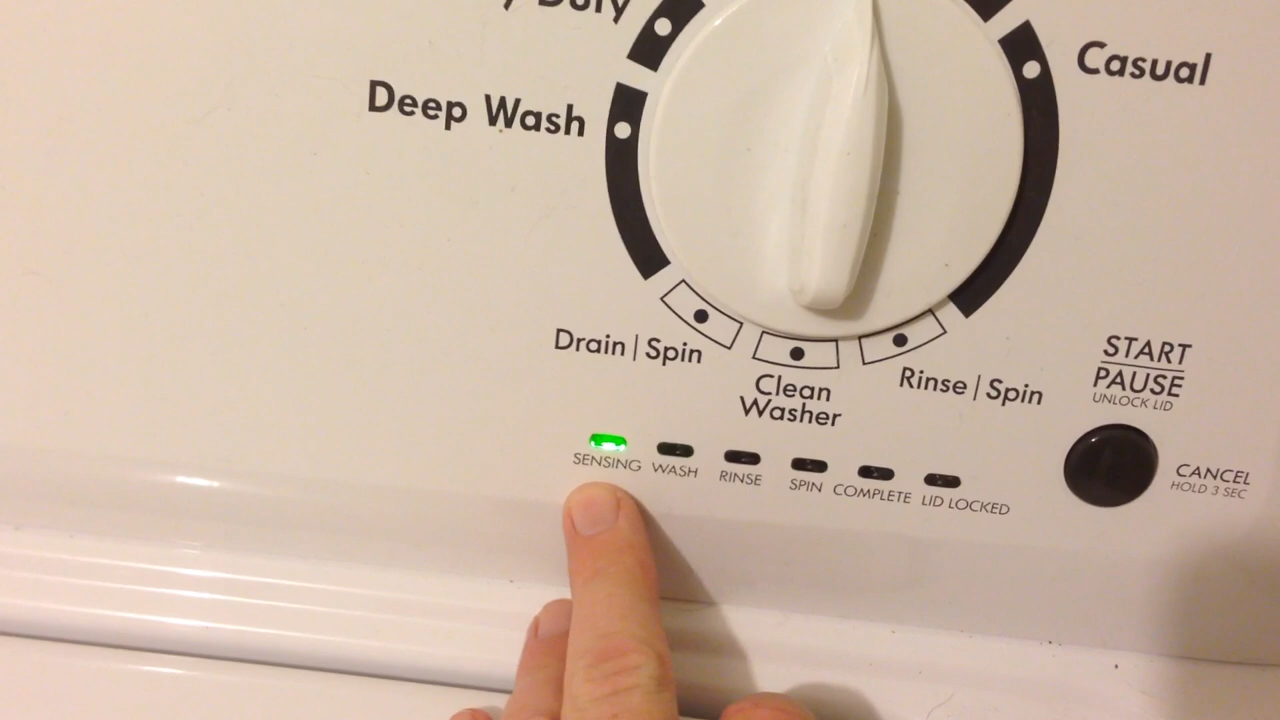 Duty
Casual
Deep Wash
Drain | Spin
Clean
Washer
Rinse | Spin
START
PAUSE
UNLOCK LID
CANCEL
HOLD 3 SEC
SENSING
WASH
RINSE
SPIN
COMPLETE
LID LOCKED